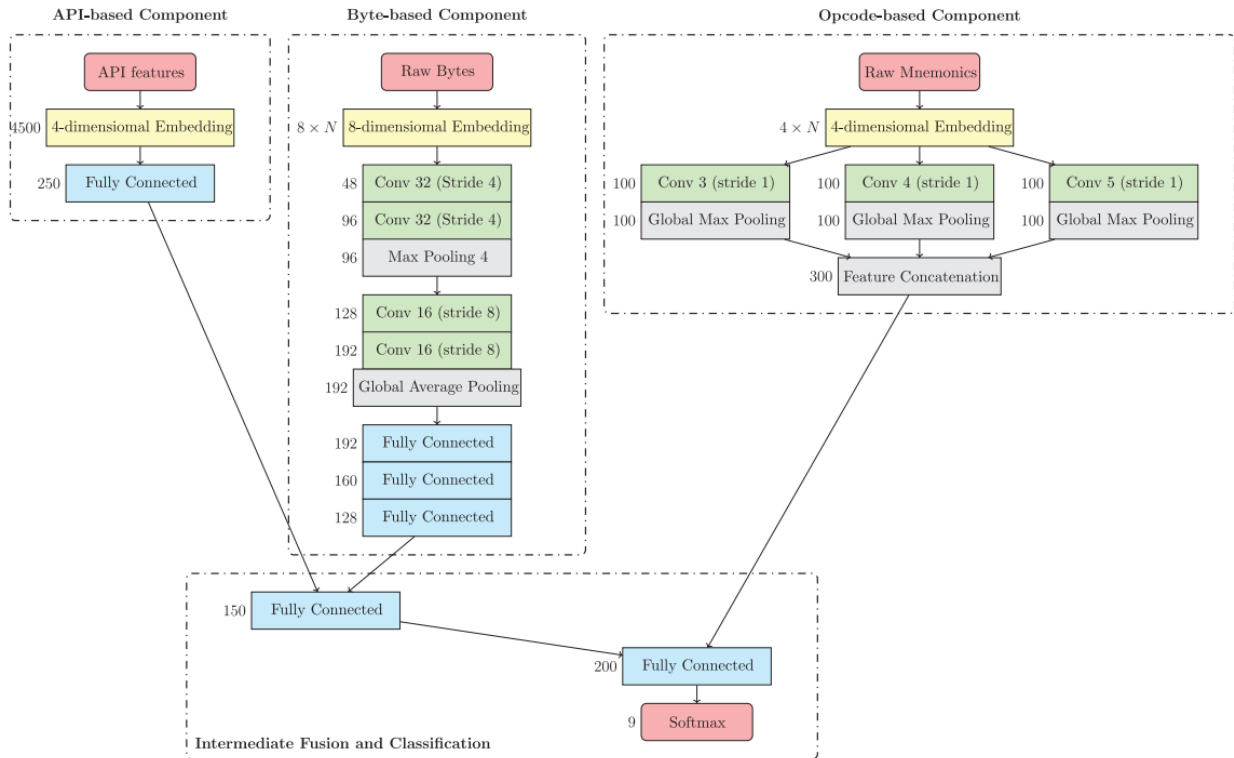 API-based Component
API features
4500
4-dimensiomal Embedding
250
Fully Connected
Byte-based Component
Raw Bytes
8 × N
8-dimensiomal Embedding
48
Conv 32 (Stride 4)
96
Conv 32 (Stride 4)
96
Max Pooling 4
128
Conv 16 (stride 8)
192
Conv 16 (stride 8)
192
Global Average Pooling
192
Fully Connected
160
Fully Connected
128
Fully Connected
Opcode-based Component
Raw Mnemonics
4 × N
4-dimensiomal Embedding
100
Conv 3 (stride 1)
100
Conv 4 (stride 1)
100
Conv 5 (stride 1)
100
Global Max Pooling
100
Global Max Pooling
100
Global Max Pooling
300
Feature Concatenation
150
Fully Connected
200
Fully Connected
9
Softmax
Intermediate Fusion and Classification